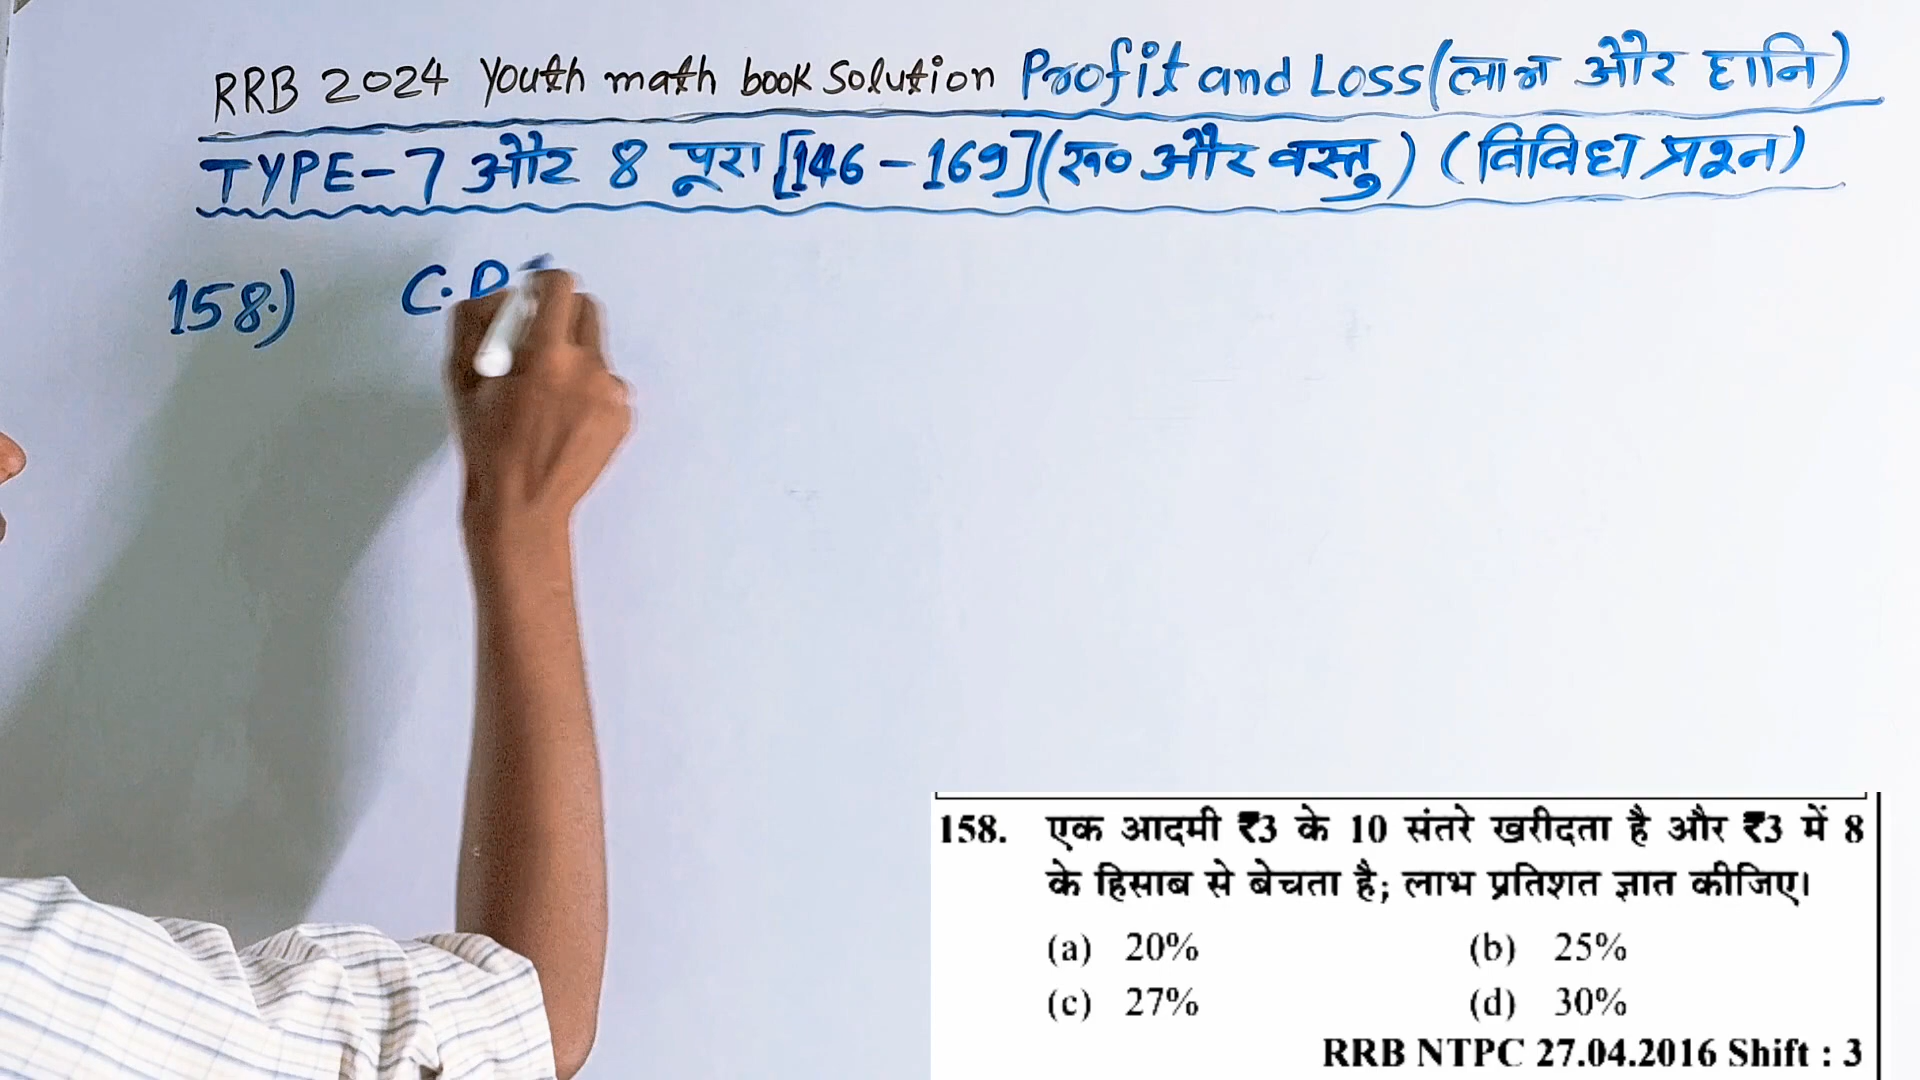 RRB 2024 Youth math book Solution Profit and Loss (लाभ और हानि)
TYPE-7 और 8 पूरा [146-169] (रू० और वस्तु) (विविध प्रश्न)
158.) C.P
158. एक आदमी ₹3 के 10 संतरे खरीदता है और ₹3 में 8
के हिसाब से बेचता है; लाभ प्रतिशत ज्ञात कीजिए।
(a) 20% (b) 25%
(c) 27% (d) 30%
RRB NTPC 27.04.2016 Shift : 3